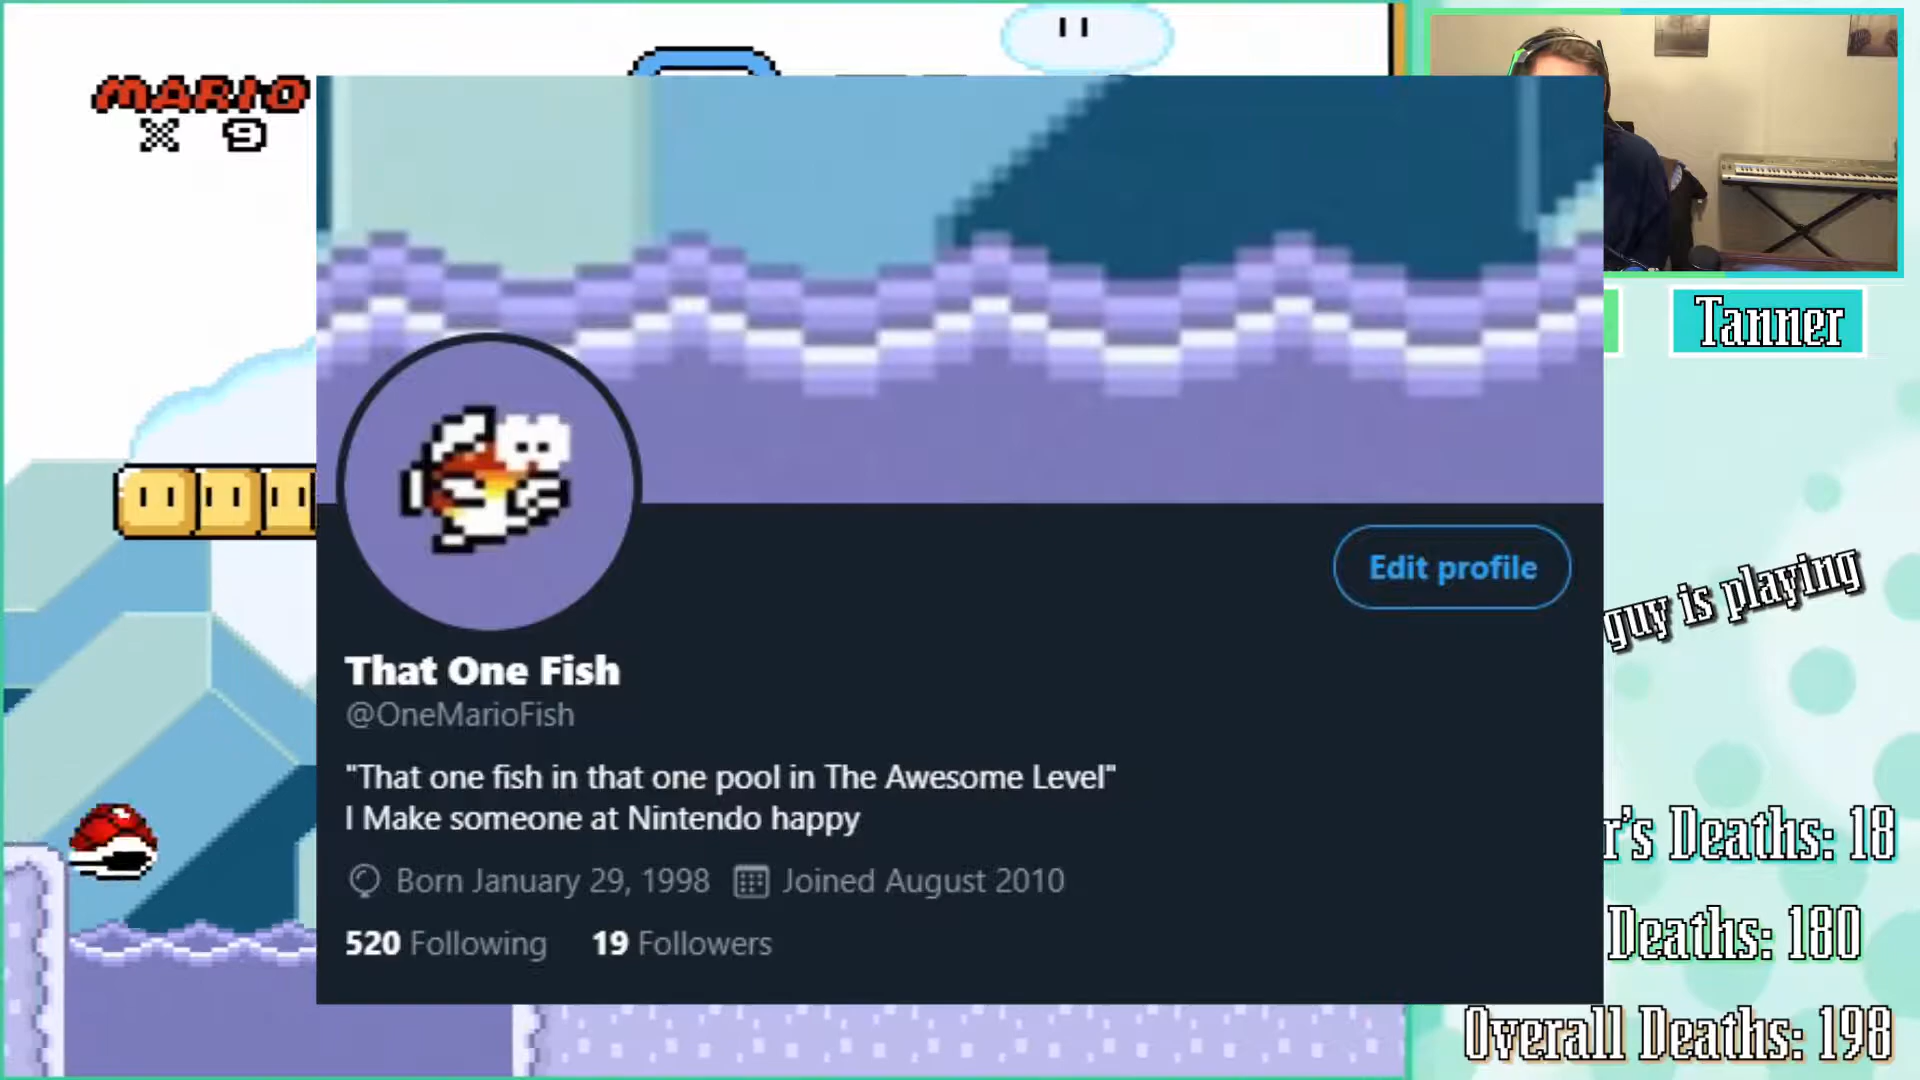 MARIO
X 9
Tanner
Edit profile
That One Fish
@OneMarioFish
guy is playing
"That one fish in that one pool in The Awesome Level"
I Make someone at Nintendo happy
r's Deaths: 18
Born January 29, 1998 Joined August 2010
520 Following 19 Followers
Deaths: 180
Overall Deaths: 198